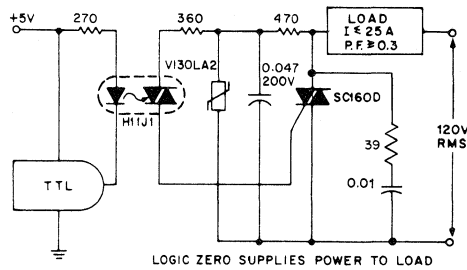 +5V
270
360
470
LOAD
I ≤ 25A
P.F. ≥ 0.3
V130LA2
0.047
200V
SC160D
H11J1
39
120V
RMS
TTL
0.01
LOGIC ZERO SUPPLIES POWER TO LOAD